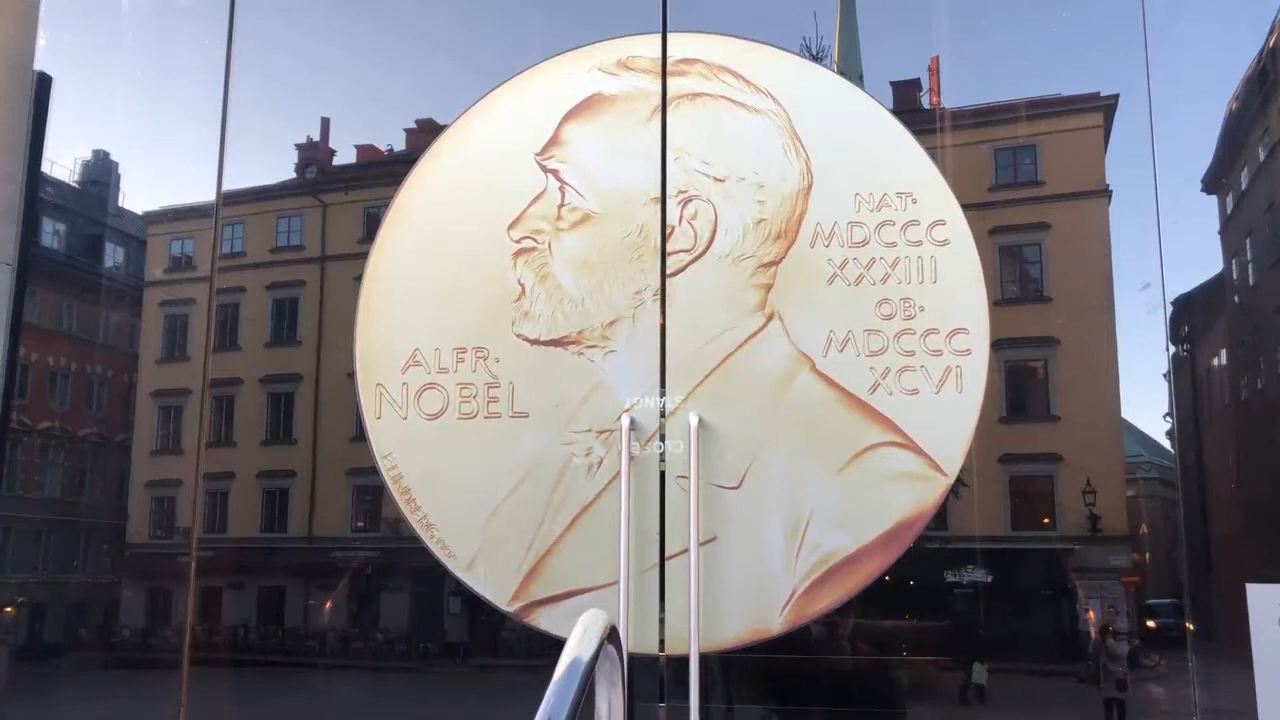 ALFR·
NOBEL
NAT·
MDCCC
XXXIII
OB·
MDCCC
XCVI